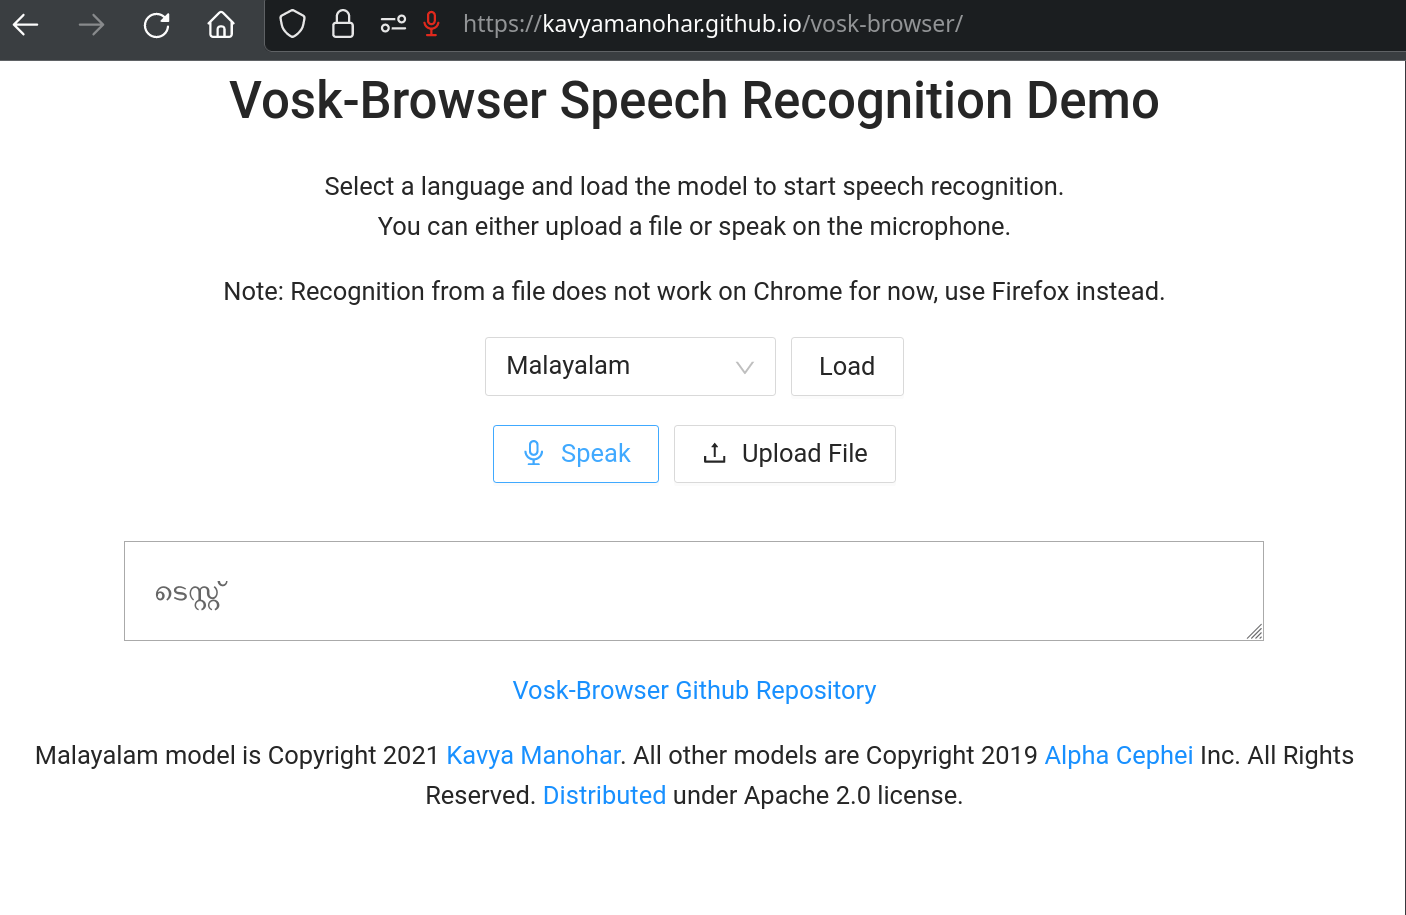 https://kavyamanohar.github.io/vosk-browser/
Vosk-Browser Speech Recognition Demo
Select a language and load the model to start speech recognition.
You can either upload a file or speak on the microphone.
Note: Recognition from a file does not work on Chrome for now, use Firefox instead.
Malayalam Load
Speak Upload File
ടെസ്റ്റ്
Vosk-Browser Github Repository
Malayalam model is Copyright 2021 Kavya Manohar. All other models are Copyright 2019 Alpha Cephei Inc. All Rights
Reserved. Distributed under Apache 2.0 license.